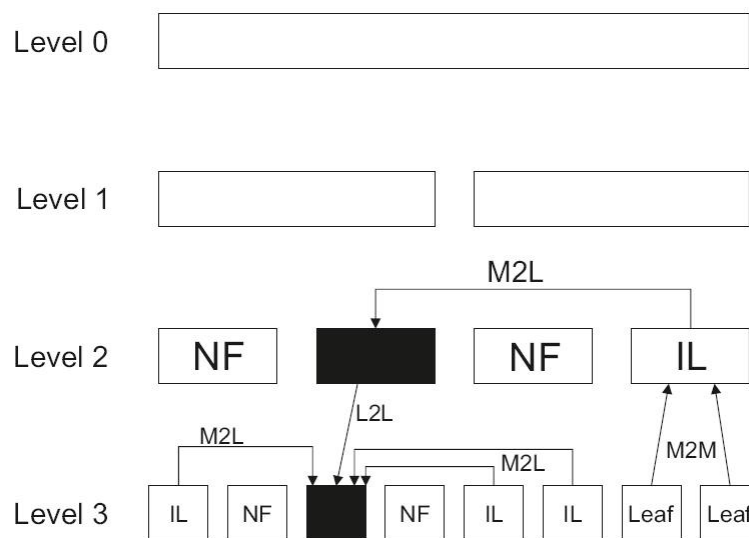 Level 0
Level 1
M2L
Level 2 NF NF IL
L2L
M2L M2L M2M
Level 3 IL NF NF IL IL Leaf Leaf